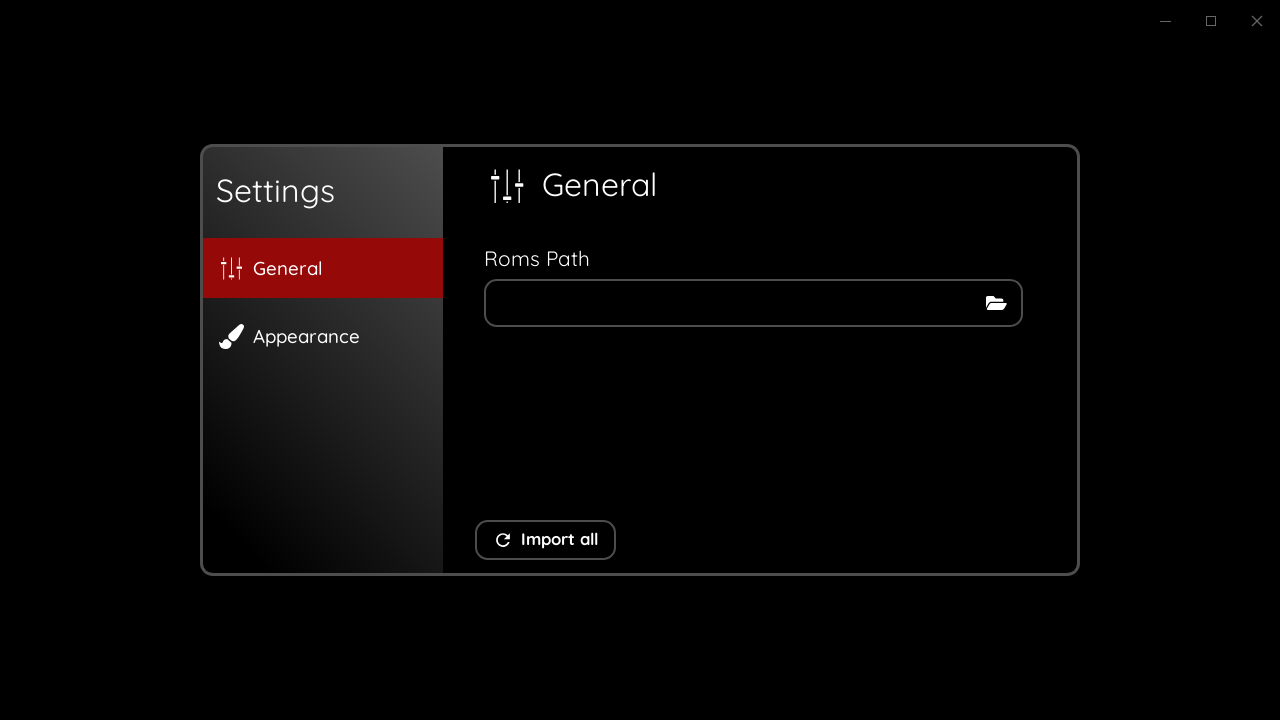 Settings
General
Appearance
General
Roms Path
Import all